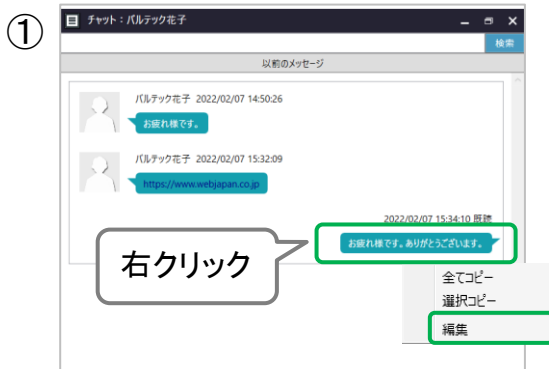 ①
チャット：バルテック花子
検索
以前のメッセージ
バルテック花子 2022/02/07 14:50:26
お疲れ様です。
バルテック花子 2022/02/07 15:32:09
https://www.webjapan.co.jp
2022/02/07 15:34:10 既読
お疲れ様です。ありがとうございます。
右クリック
全てコピー
選択コピー
編集